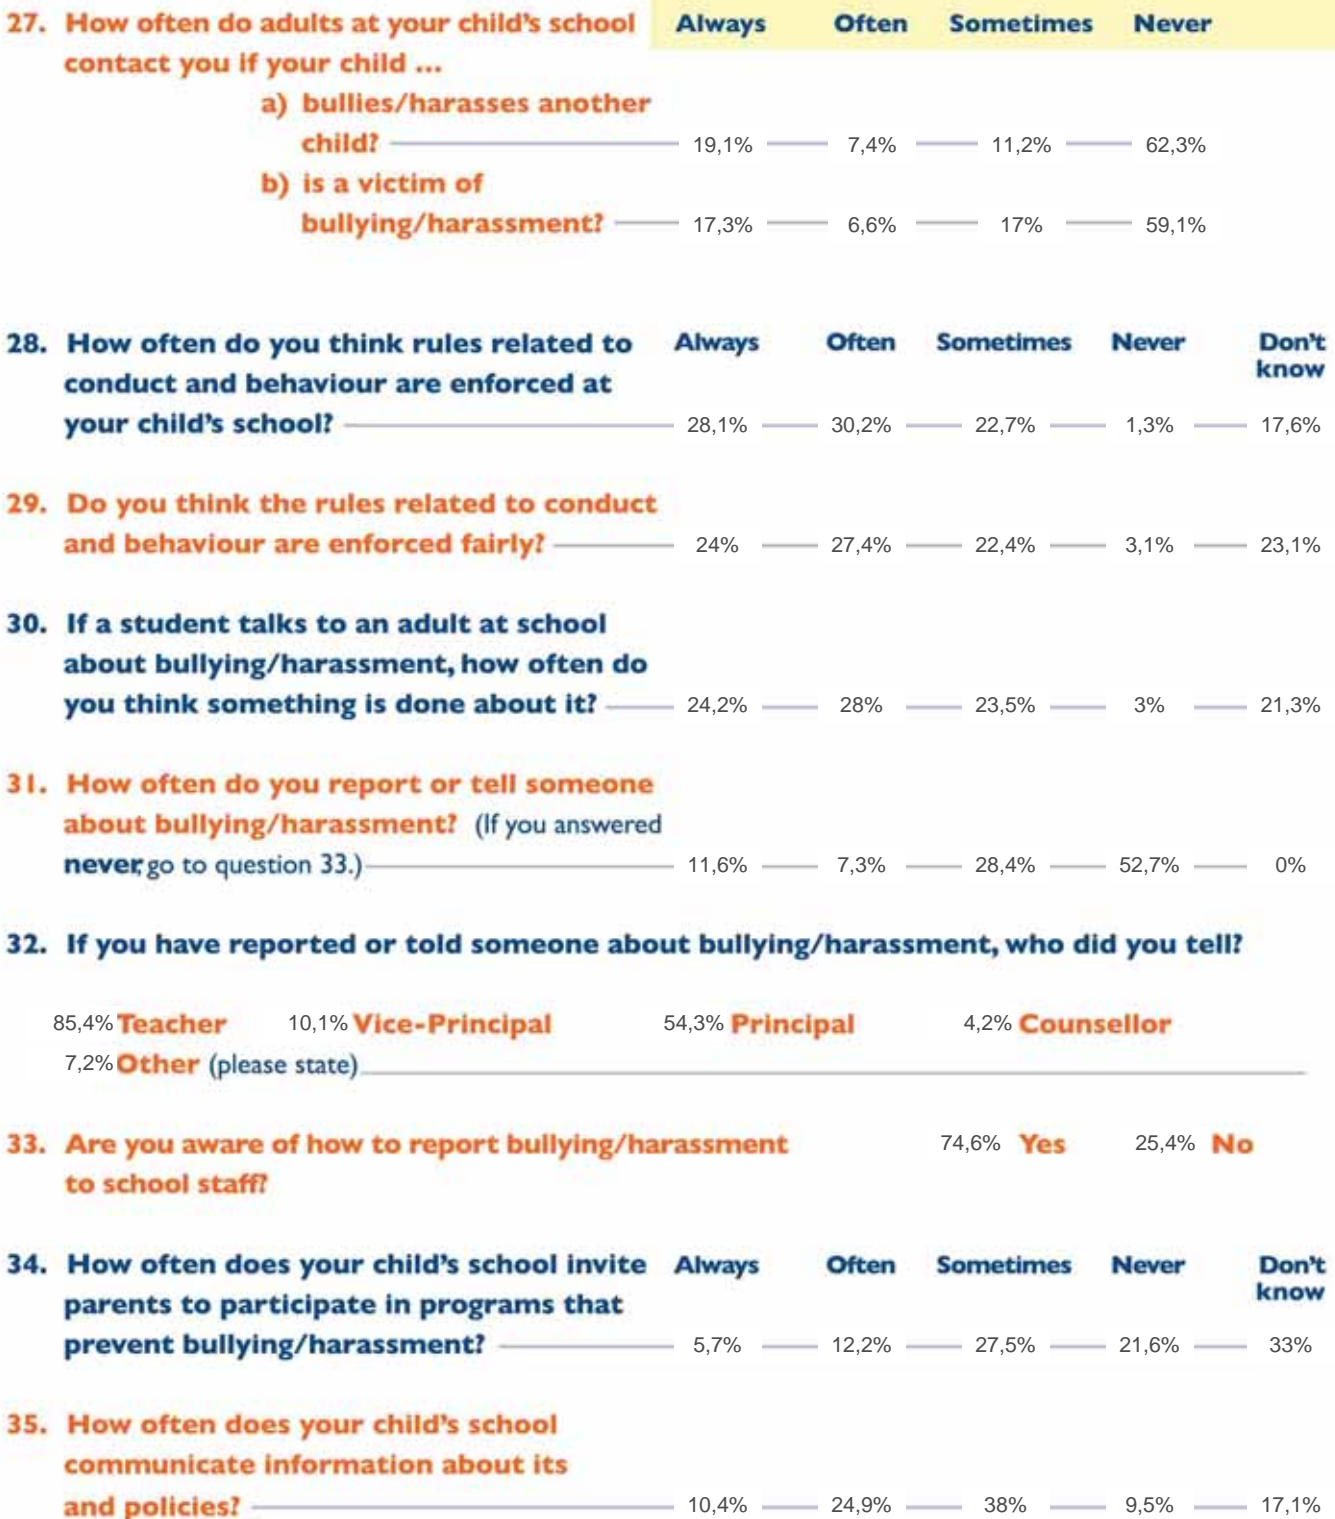 27. How often do adults at your child's school Always Often Sometimes Never
contact you if your child ...
a) bullies/harasses another
child? 19,1% 7,4% 11,2% 62,3%
b) is a victim of
bullying/harassment? 17,3% 6,6% 17% 59,1%
28. How often do you think rules related to Always Often Sometimes Never Don't
know
conduct and behaviour are enforced at
your child's school? 28,1% 30,2% 22,7% 1,3% 17,6%
29. Do you think the rules related to conduct
and behaviour are enforced fairly? 24% 27,4% 22,4% 3,1% 23,1%
30. If a student talks to an adult at school
about bullying/harassment, how often do
you think something is done about it? 24,2% 28% 23,5% 3% 21,3%
31. How often do you report or tell someone
about bullying/harassment? (If you answered
never, go to question 33.) 11,6% 7,3% 28,4% 52,7% 0%
32. If you have reported or told someone about bullying/harassment, who did you tell?
85,4% Teacher 10,1% Vice-Principal 54,3% Principal 4,2% Counsellor
7,2% Other (please state)
33. Are you aware of how to report bullying/harassment 74,6% Yes 25,4% No
to school staff?
34. How often does your child's school invite Always Often Sometimes Never Don't
know
parents to participate in programs that
prevent bullying/harassment? 5,7% 12,2% 27,5% 21,6% 33%
35. How often does your child's school
communicate information about its
and policies? 10,4% 24,9% 38% 9,5% 17,1%